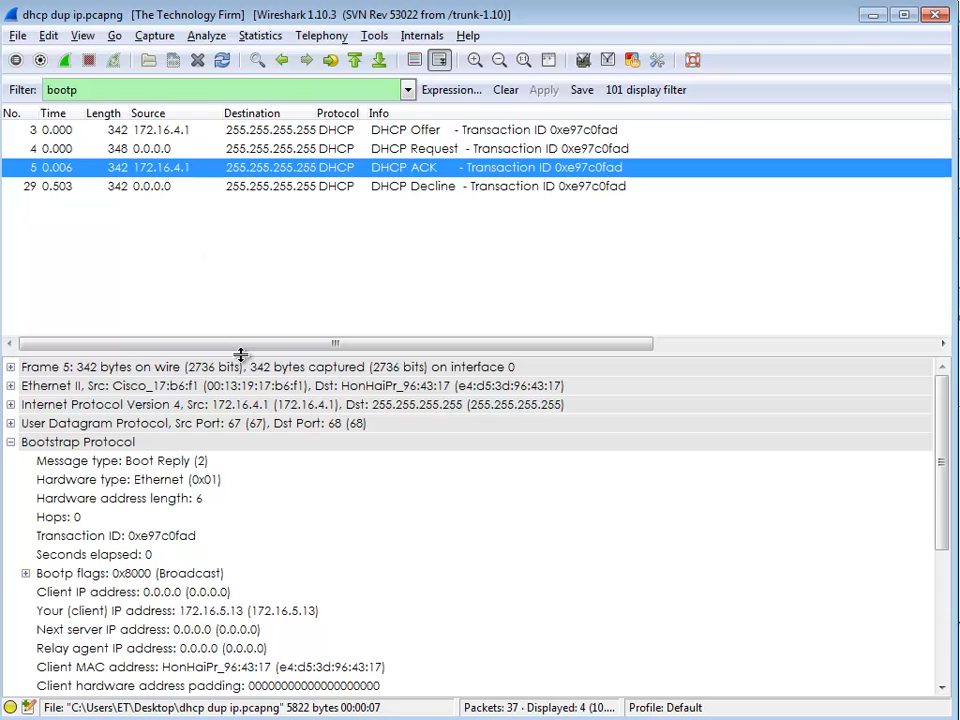 dhcp dup ip.pcapng [The Technology Firm] [Wireshark 1.10.3 (SVN Rev 53022 from /trunk-1.10)]
File Edit View Go Capture Analyze Statistics Telephony Tools Internals Help
Filter: bootp Expression... Clear Apply Save 101 display filter
No. Time Length Source Destination Protocol Info
3 0.000 342 172.16.4.1 255.255.255.255 DHCP DHCP Offer - Transaction ID 0xe97c0fad
4 0.000 348 0.0.0.0 255.255.255.255 DHCP DHCP Request - Transaction ID 0xe97c0fad
5 0.006 342 172.16.4.1 255.255.255.255 DHCP DHCP ACK - Transaction ID 0xe97c0fad
29 0.503 342 0.0.0.0 255.255.255.255 DHCP DHCP Decline - Transaction ID 0xe97c0fad
Frame 5: 342 bytes on wire (2736 bits), 342 bytes captured (2736 bits) on interface 0
Ethernet II, Src: Cisco_17:b6:f1 (00:13:19:17:b6:f1), Dst: HonHaiPr_96:43:17 (e4:d5:3d:96:43:17)
Internet Protocol Version 4, Src: 172.16.4.1 (172.16.4.1), Dst: 255.255.255.255 (255.255.255.255)
User Datagram Protocol, Src Port: 67 (67), Dst Port: 68 (68)
Bootstrap Protocol
Message type: Boot Reply (2)
Hardware type: Ethernet (0x01)
Hardware address length: 6
Hops: 0
Transaction ID: 0xe97c0fad
Seconds elapsed: 0
Bootp flags: 0x8000 (Broadcast)
Client IP address: 0.0.0.0 (0.0.0.0)
Your (client) IP address: 172.16.5.13 (172.16.5.13)
Next server IP address: 0.0.0.0 (0.0.0.0)
Relay agent IP address: 0.0.0.0 (0.0.0.0)
Client MAC address: HonHaiPr_96:43:17 (e4:d5:3d:96:43:17)
Client hardware address padding: 00000000000000000000
File: "C:\Users\ET\Desktop\dhcp dup ip.pcapng" 5822 bytes 00:00:07 Packets: 37 · Displayed: 4 (10.... Profile: Default